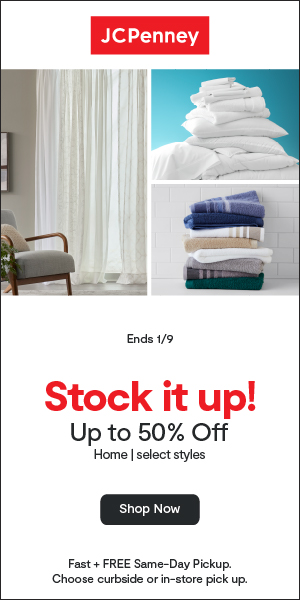 JCPenney
Ends 1/9
Stock it up!
Up to 50% Off
Home | select styles
Shop Now
Fast + FREE Same-Day Pickup.
Choose curbside or in-store pick up.